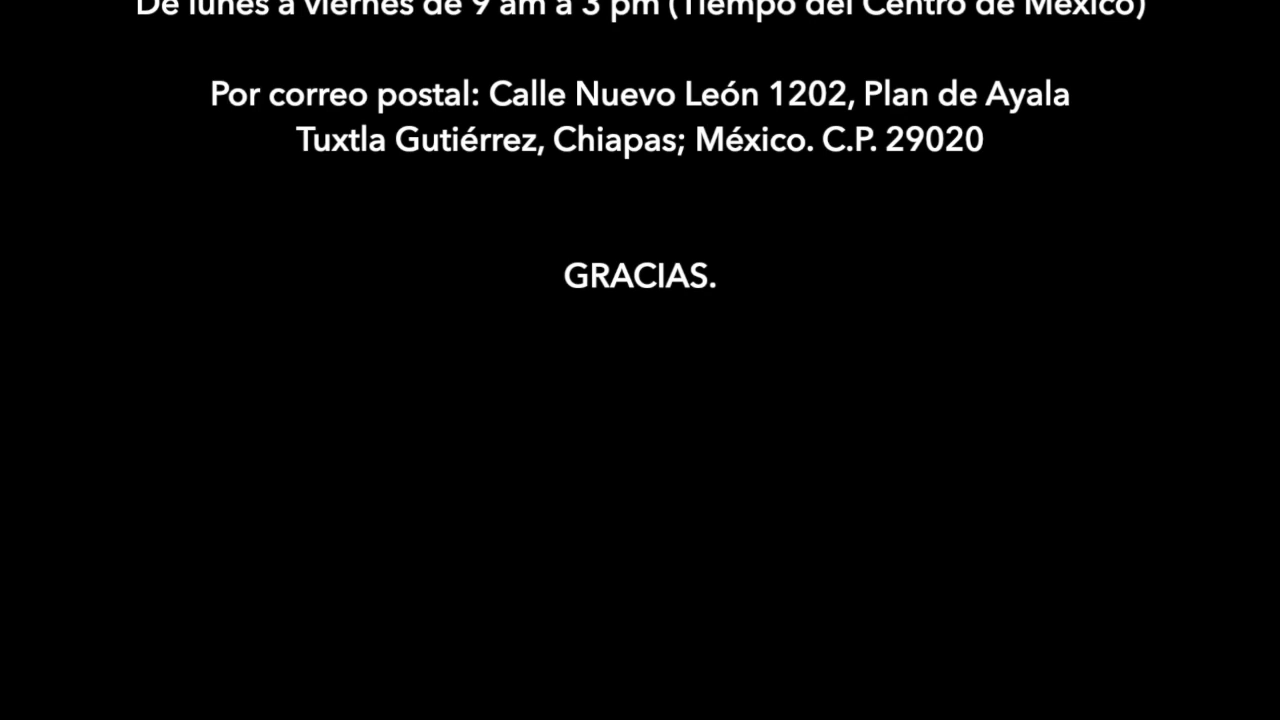 De lunes a viernes de 9 am a 3 pm (Tiempo del Centro de México)
Por correo postal: Calle Nuevo León 1202, Plan de Ayala
Tuxtla Gutiérrez, Chiapas; México. C.P. 29020
GRACIAS.